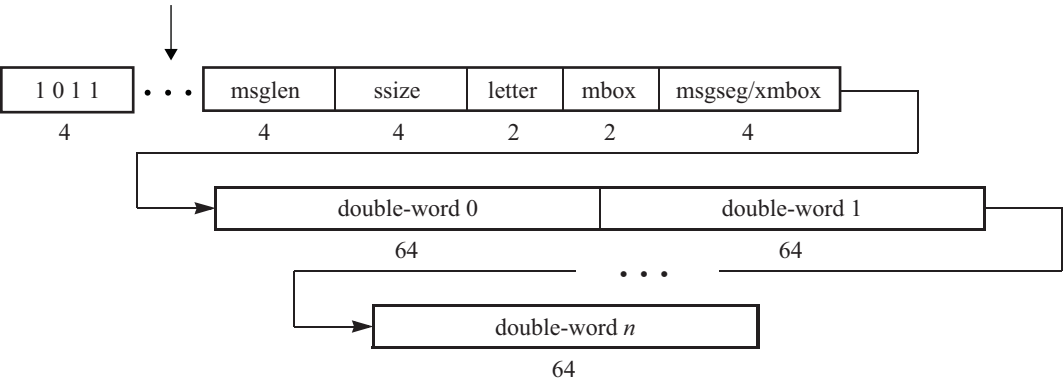 1 0 1 1 • • • msglen ssize letter mbox msgseg/xmbox
4 4 4 2 2 4
double-word 0 double-word 1
64 64
• • •
double-word n
64